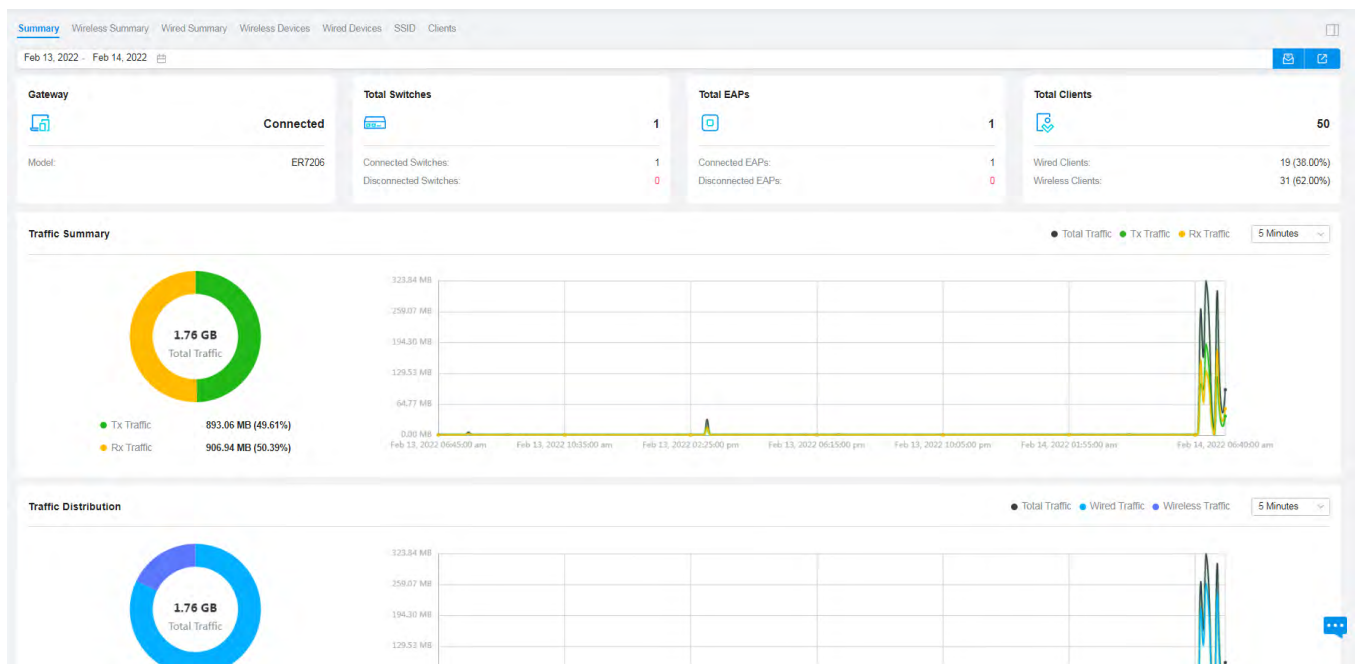 Summary Wireless Summary Wired Summary Wireless Devices Wired Devices SSID Clients
Feb 13, 2022 - Feb 14, 2022
Gateway Total Switches Total EAPs Total Clients
Connected 1 1 50
Model: ER7206 Connected Switches: 1 Connected EAPs: 1 Wired Clients: 19 (38.00%)
Disconnected Switches: 0 Disconnected EAPs: 0 Wireless Clients: 31 (62.00%)
Traffic Summary Total Traffic Tx Traffic Rx Traffic 5 Minutes
323.84 MB
259.07 MB
194.30 MB
129.53 MB
64.77 MB
0.00 MB
1.76 GB
Total Traffic
Tx Traffic 893.06 MB (49.61%)
Rx Traffic 906.94 MB (50.39%)
Feb 13, 2022 06:45:00 am Feb 13, 2022 10:35:00 am Feb 13, 2022 02:25:00 pm Feb 13, 2022 06:15:00 pm Feb 13, 2022 10:05:00 pm Feb 14, 2022 01:55:00 am Feb 14, 2022 06:40:00 am
Traffic Distribution Total Traffic Wired Traffic Wireless Traffic 5 Minutes
323.84 MB
259.07 MB
194.30 MB
129.53 MB
1.76 GB
Total Traffic